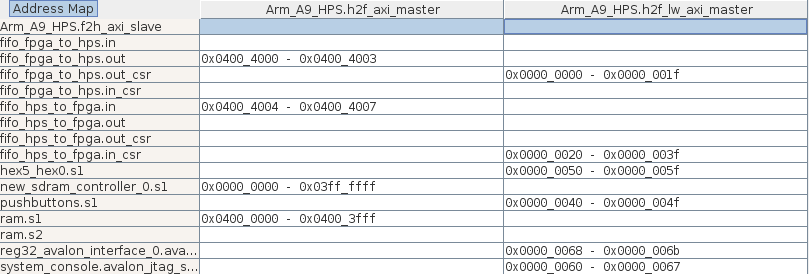 Address Map Arm_A9_HPS.h2f_axi_master Arm_A9_HPS.h2f_lw_axi_master
Arm_A9_HPS.f2h_axi_slave
fifo_fpga_to_hps.in
fifo_fpga_to_hps.out 0x0400_4000 - 0x0400_4003
fifo_fpga_to_hps.out_csr 0x0000_0000 - 0x0000_001f
fifo_fpga_to_hps.in_csr
fifo_hps_to_fpga.in 0x0400_4004 - 0x0400_4007
fifo_hps_to_fpga.out
fifo_hps_to_fpga.out_csr
fifo_hps_to_fpga.in_csr 0x0000_0020 - 0x0000_003f
hex5_hex0.s1 0x0000_0050 - 0x0000_005f
new_sdram_controller_0.s1 0x0000_0000 - 0x03ff_ffff
pushbuttons.s1 0x0000_0040 - 0x0000_004f
ram.s1 0x0400_0000 - 0x0400_3fff
ram.s2
reg32_avalon_interface_0.ava... 0x0000_0068 - 0x0000_006b
system_console.avalon_jtag_s... 0x0000_0060 - 0x0000_0067